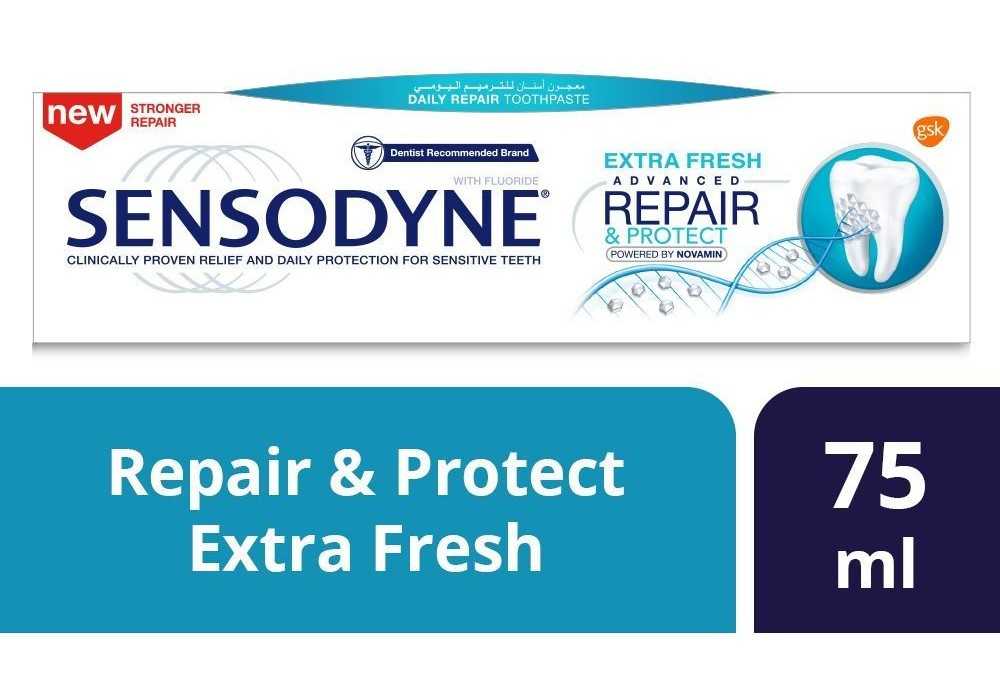 معجون أسنان للترميم اليومي
DAILY REPAIR TOOTHPASTE
new
STRONGER
REPAIR
gsk
Dentist Recommended Brand
WITH FLUORIDE
SENSODYNE®
CLINICALLY PROVEN RELIEF AND DAILY PROTECTION FOR SENSITIVE TEETH
EXTRA FRESH
ADVANCED
REPAIR
& PROTECT
POWERED BY NOVAMIN
Repair & Protect
Extra Fresh
75
ml